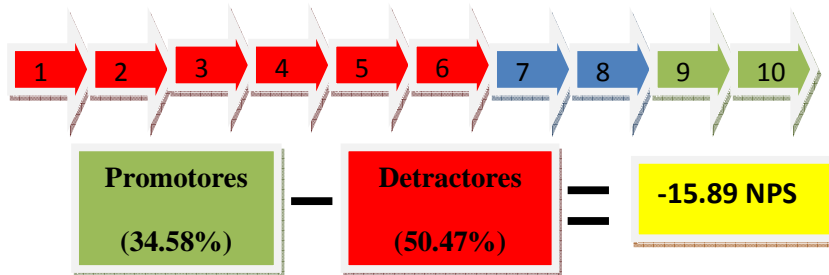 1 2 3 4 5 6 7 8 9 10
Promotores Detractores
-15.89 NPS
(34.58%) (50.47%)